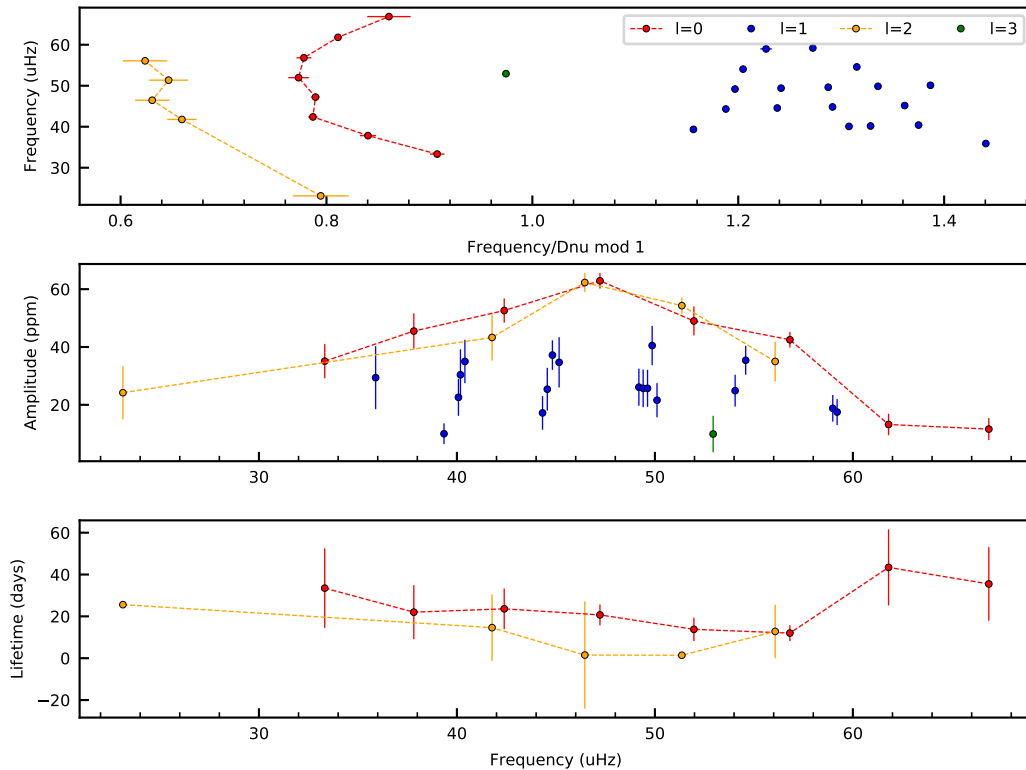 l=0 l=1 l=2 l=3
Frequency (uHz)
60
50
40
30
0.6 0.8 1.0 1.2 1.4
Frequency/Dnu mod 1
Amplitude (ppm)
60
40
20
30 40 50 60
Lifetime (days)
60
40
20
0
−20
30 40 50 60
Frequency (uHz)